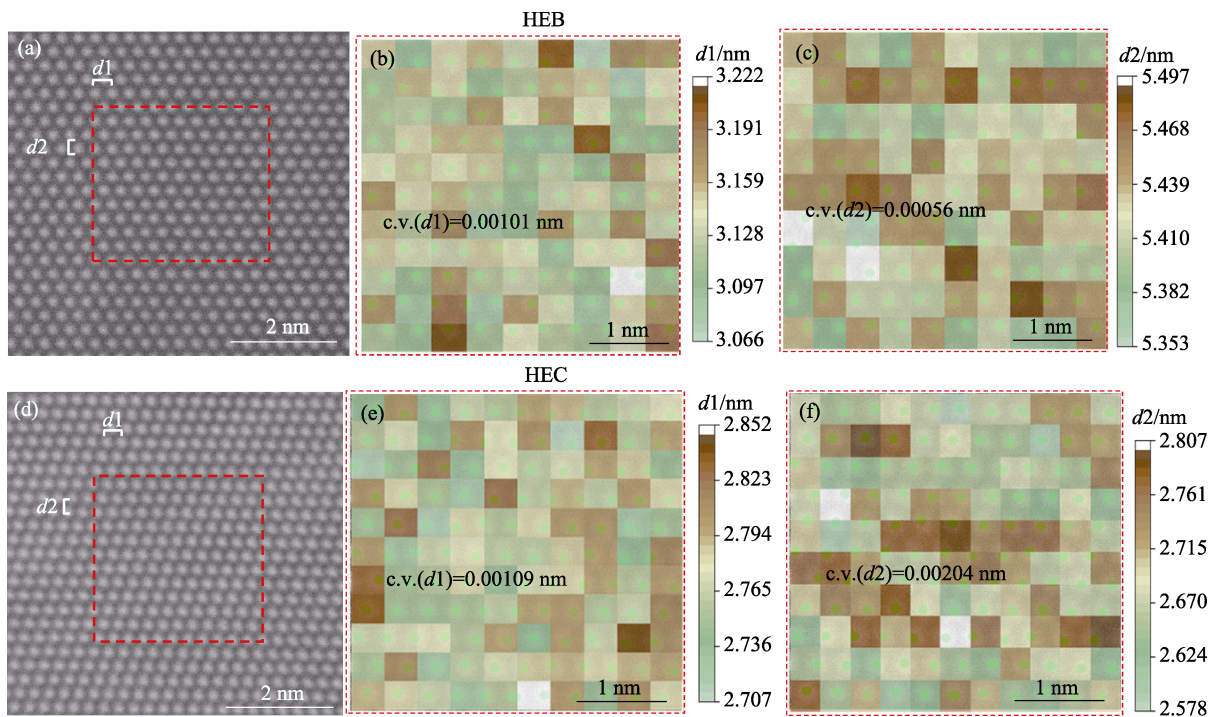 HEB
(a)
d1
d2
2 nm
(b)
c.v.(d1)=0.00101 nm
1 nm
d1/nm
3.222
3.191
3.159
3.128
3.097
3.066
(c)
c.v.(d2)=0.00056 nm
1 nm
d2/nm
5.497
5.468
5.439
5.410
5.382
5.353
HEC
(d)
d1
d2
2 nm
(e)
c.v.(d1)=0.00109 nm
1 nm
d1/nm
2.852
2.823
2.794
2.765
2.736
2.707
(f)
c.v.(d2)=0.00204 nm
1 nm
d2/nm
2.807
2.761
2.715
2.670
2.624
2.578